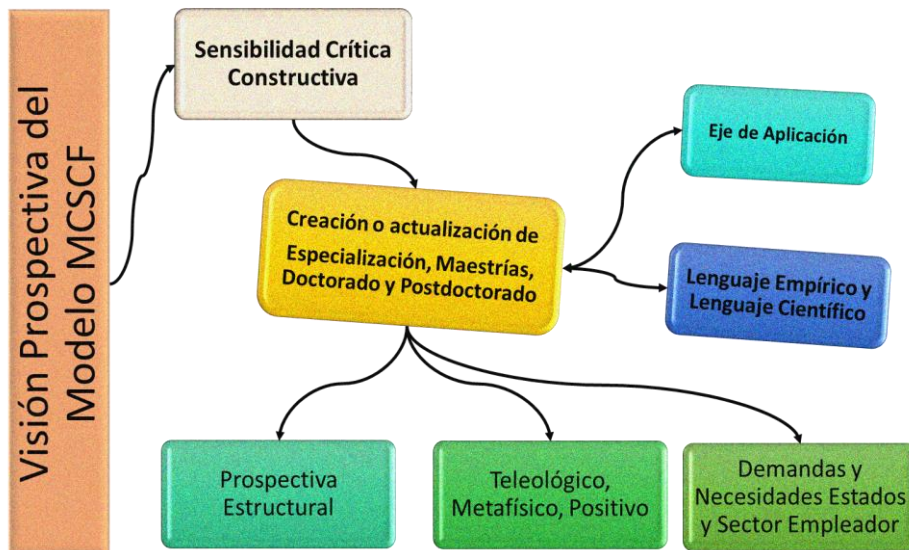 Visión Prospectiva del
Modelo MCSCF
Sensibilidad Crítica
Constructiva
Eje de Aplicación
Creación o actualización de
Especialización, Maestrías,
Doctorado y Postdoctorado
Lenguaje Empírico y
Lenguaje Científico
Prospectiva
Estructural
Teleológico,
Metafísico, Positivo
Demandas y
Necesidades Estados
y Sector Empleador